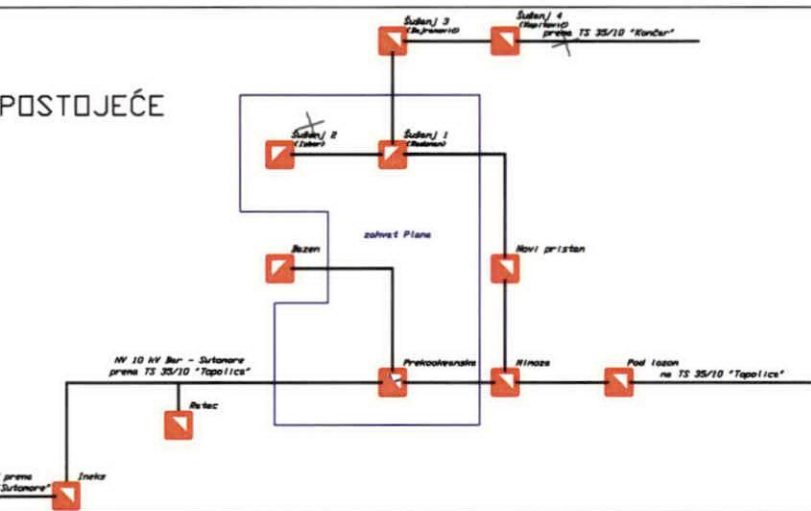 POSTOJEĆE
Šušanj 3
Šušanj 4
prema TS 35/10 "Končar"
Šušanj 2
Šušanj 1
zahvat Plana
Bazen
Novi pristan
NV 10 kV Bar - Sutomore
prema TS 35/10 "Topolica"
Prekookeanska
Pod lozom
na TS 35/10 "Topolica"
Ratac
prema
"Sutomore"
Ineks